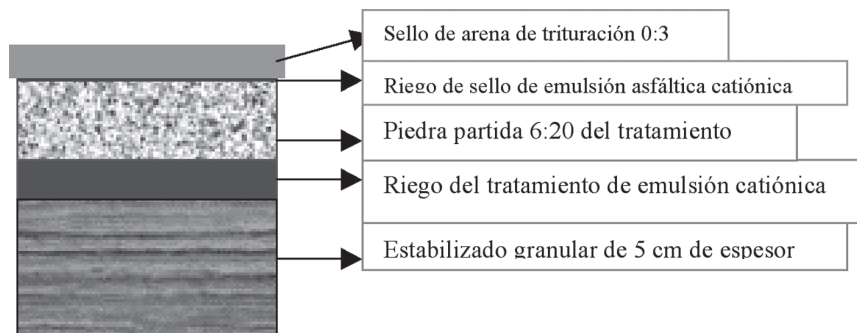 Sello de arena de trituración 0:3
Riego de sello de emulsión asfáltica catiónica
Piedra partida 6:20 del tratamiento
Riego del tratamiento de emulsión catiónica
Estabilizado granular de 5 cm de espesor